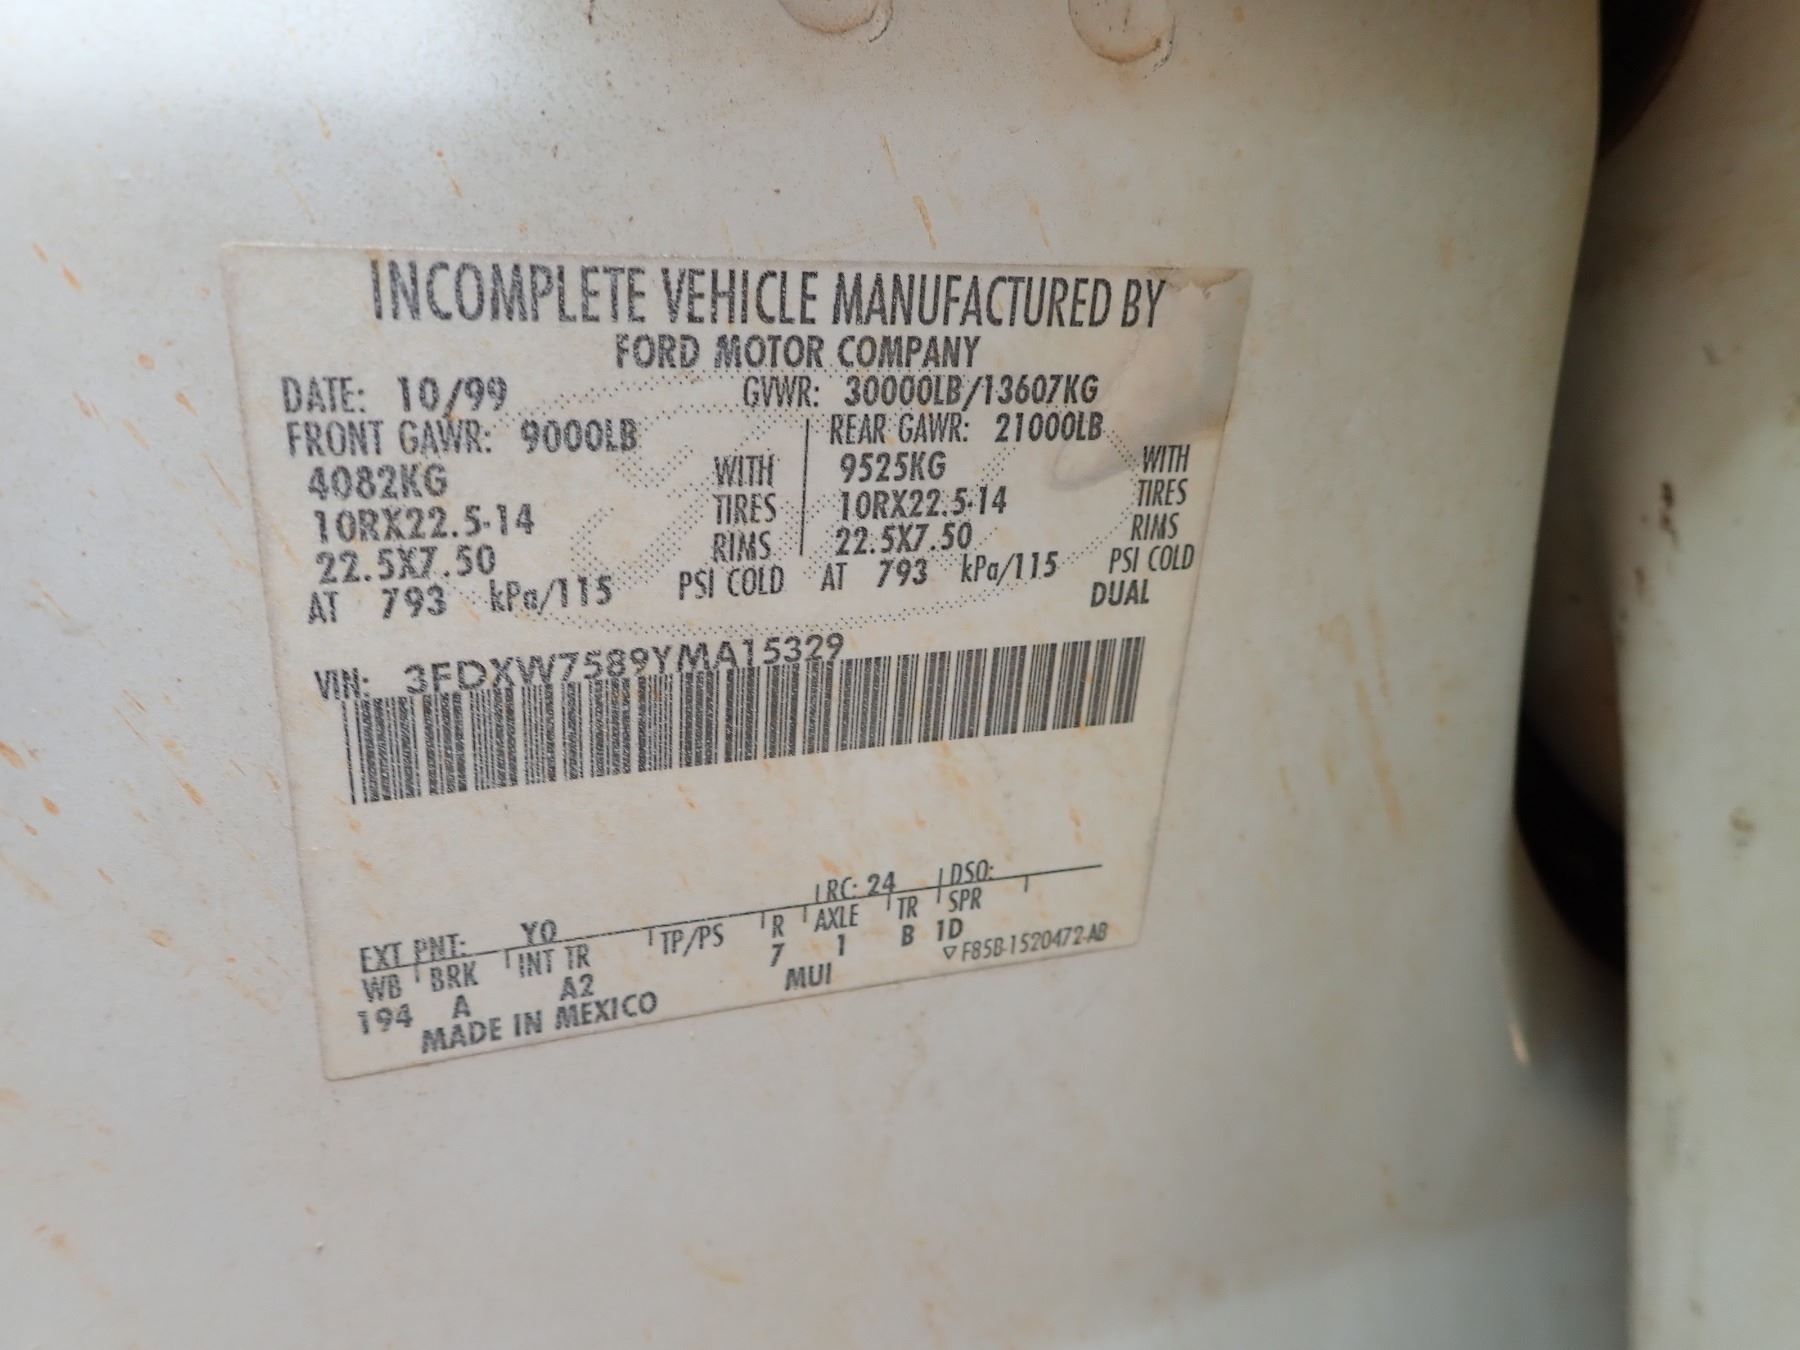 INCOMPLETE VEHICLE MANUFACTURED BY
FORD MOTOR COMPANY
DATE: 10/99 GVWR: 30000LB/13607KG
FRONT GAWR: 9000LB REAR GAWR: 21000LB
4082KG WITH 9525KG WITH
10RX22.5-14 TIRES 10RX22.5-14 TIRES
22.5X7.50 RIMS 22.5X7.50 RIMS
AT 793 kPa/115 PSI COLD AT 793 kPa/115 PSI COLD
DUAL
VIN: 3FDXW7589YMA15329
EXT PNT: YO RC: 24 DSO:
WB BRK INT TR TP/PS R AXLE TR SPR
194 A A2 7 1 B 1D
MADE IN MEXICO MUI ▽ F85B-1520472-AB